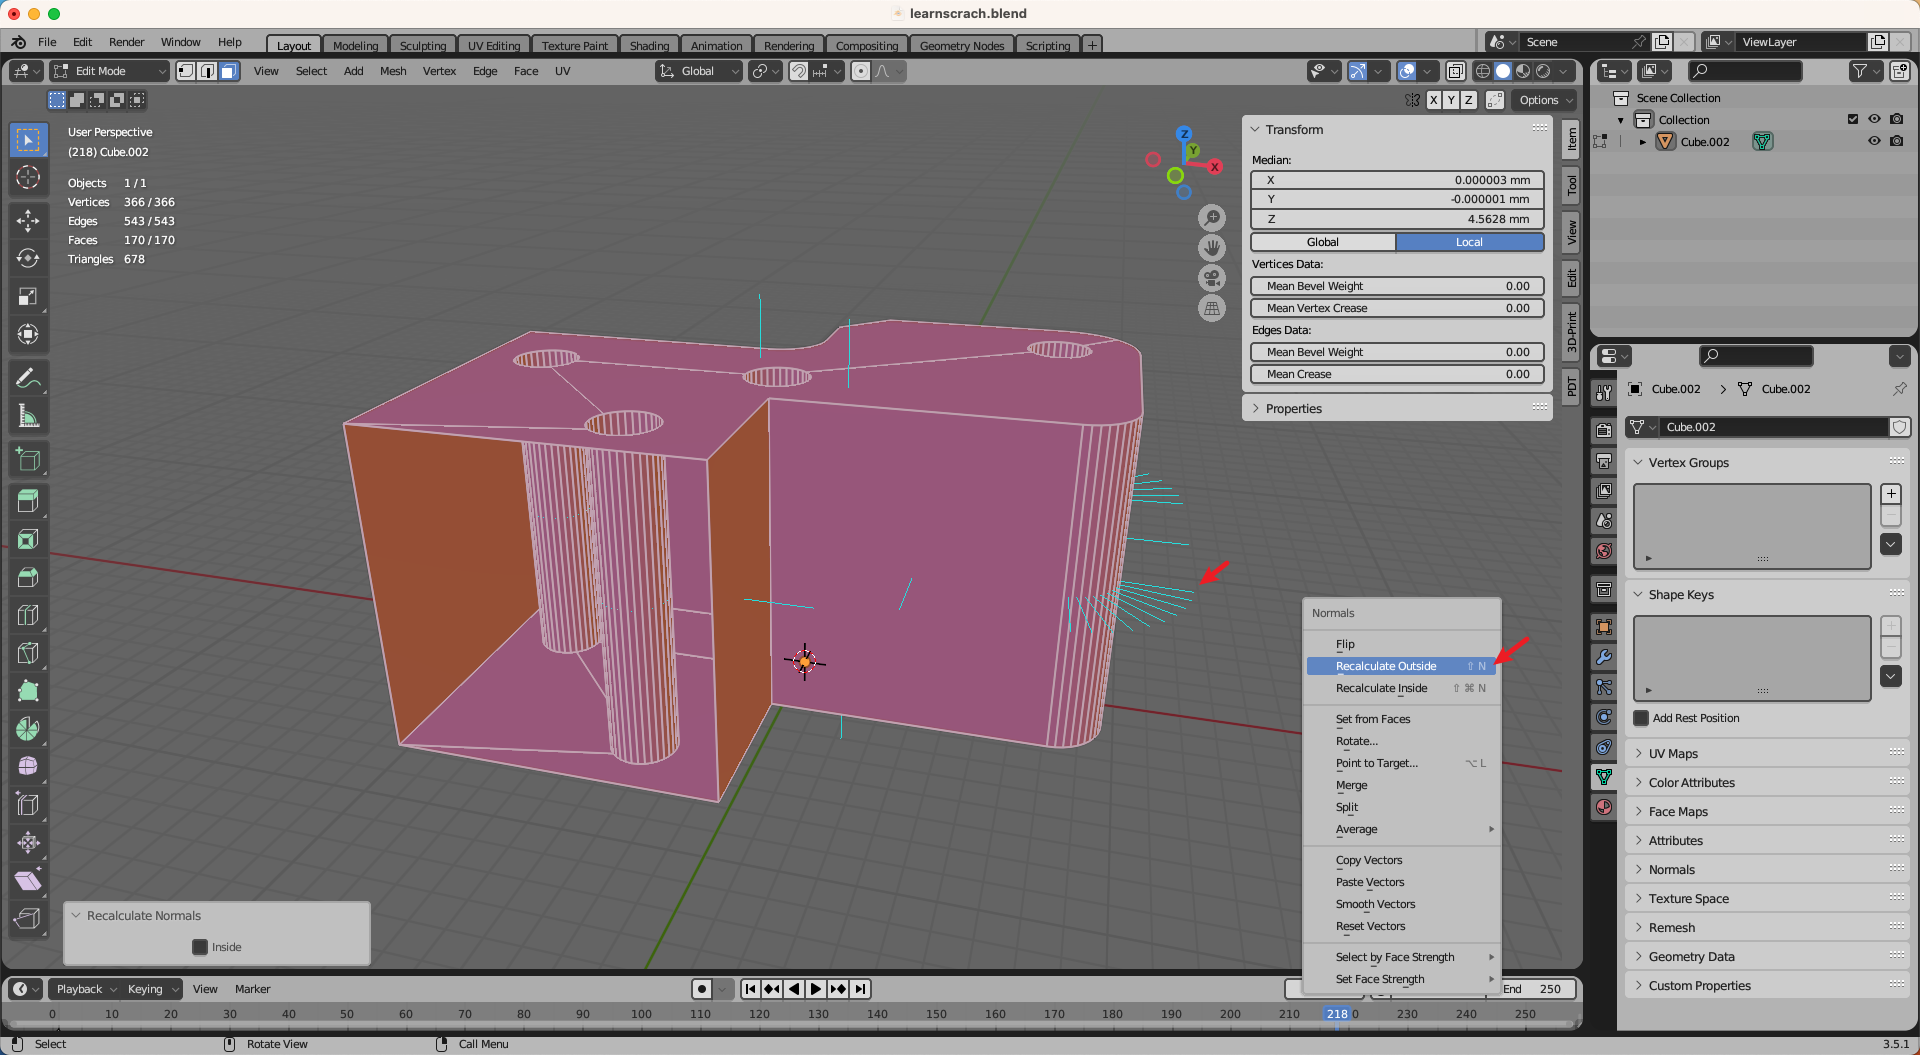 learnscrach.blend
File Edit Render Window Help
Layout Modeling Sculpting UV Editing Texture Paint Shading Animation Rendering Compositing Geometry Nodes Scripting +
Scene
ViewLayer
Edit Mode
View Select Add Mesh Vertex Edge Face UV
Global
X Y Z
Options
User Perspective
(218) Cube.002
Objects 1 / 1
Vertices 366 / 366
Edges 543 / 543
Faces 170 / 170
Triangles 678
Z
Y
X
Transform
Median:
X 0.000003 mm
Y -0.000001 mm
Z 4.5628 mm
Global Local
Vertices Data:
Mean Bevel Weight 0.00
Mean Vertex Crease 0.00
Edges Data:
Mean Bevel Weight 0.00
Mean Crease 0.00
Properties
Item
Tool
View
Edit
3D-Print
PDT
Scene Collection
Collection
Cube.002
Cube.002 > Cube.002
Cube.002
Vertex Groups
Shape Keys
Add Rest Position
UV Maps
Color Attributes
Face Maps
Attributes
Normals
Texture Space
Remesh
Geometry Data
Custom Properties
Normals
Flip
Recalculate Outside ⇧ N
Recalculate Inside ⇧ ⌘ N
Set from Faces
Rotate...
Point to Target... ⌥ L
Merge
Split
Average
Copy Vectors
Paste Vectors
Smooth Vectors
Reset Vectors
Select by Face Strength
Set Face Strength
Recalculate Normals
Inside
Playback Keying View Marker
End 250
0 10 20 30 40 50 60 70 80 90 100 110 120 130 140 150 160 170 180 190 200 210 218 0 230 240 250
Select Rotate View Call Menu
3.5.1